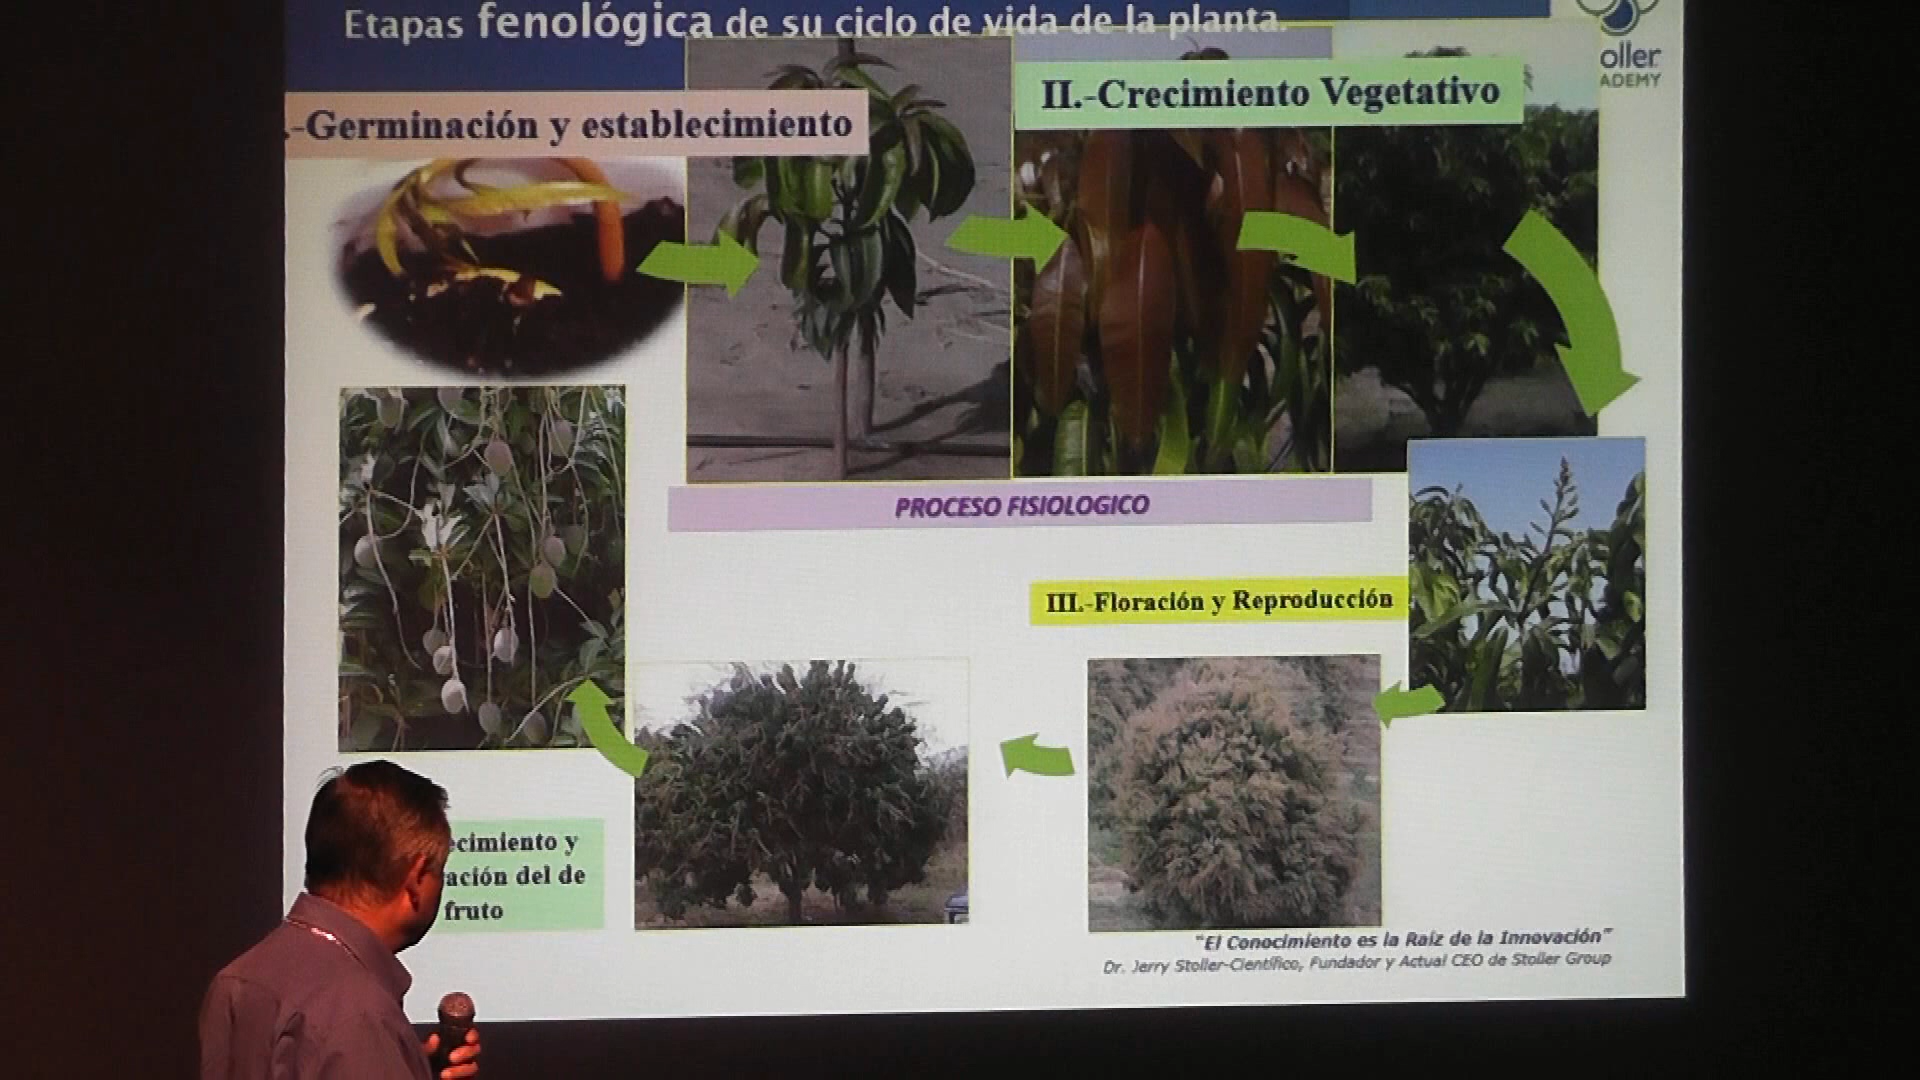 Etapas fenológica de su ciclo de vida de la planta.
oller
ADEMY
.-Germinación y establecimiento
II.-Crecimiento Vegetativo
PROCESO FISIOLOGICO
III.-Floración y Reproducción
ecimiento y
ación del de
fruto
"El Conocimiento es la Raíz de la Innovación"
Dr. Jerry Stoller-Científico, Fundador y Actual CEO de Stoller Group